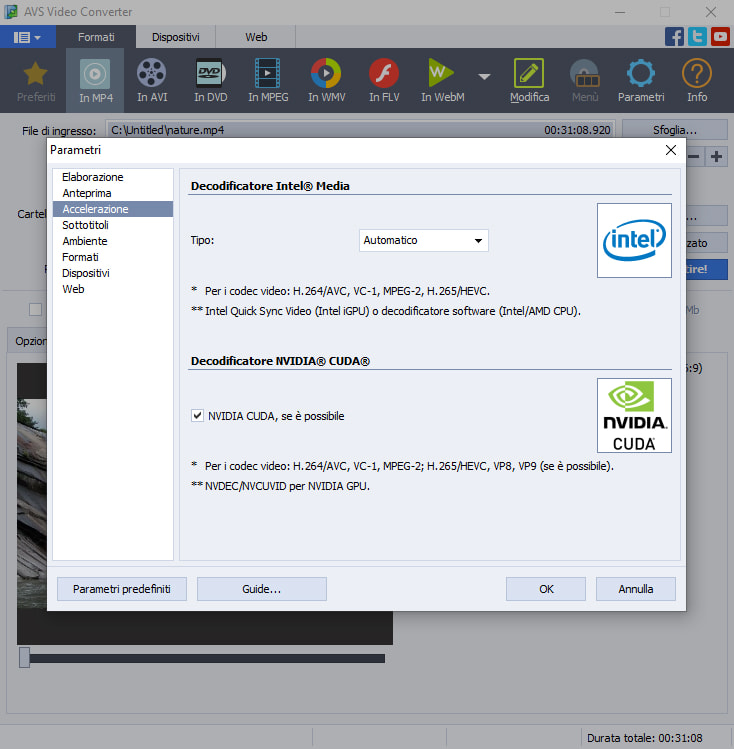 AVS Video Converter
Formati
Dispositivi
Web
Preferiti
In MP4
In AVI
In DVD
In MPEG
In WMV
In FLV
In WebM
Modifica
Menù
Parametri
Info
File di ingresso:
C:\Untitled\nature.mp4
00:31:08.920
Sfoglia...
Parametri
Elaborazione
Anteprima
Accelerazione
Sottotitoli
Ambiente
Formati
Dispositivi
Web
Decodificatore Intel® Media
Tipo:
Automatico
intel
* Per i codec video: H.264/AVC, VC-1, MPEG-2, H.265/HEVC.
** Intel Quick Sync Video (Intel iGPU) o decodificatore software (Intel/AMD CPU).
Decodificatore NVIDIA® CUDA®
NVIDIA CUDA, se è possibile
NVIDIA.
CUDA
* Per i codec video: H.264/AVC, VC-1, MPEG-2; H.265/HEVC, VP8, VP9 (se è possibile).
** NVDEC/NVCUVID per NVIDIA GPU.
Parametri predefiniti
Guide...
OK
Annulla
Cartel
...
zato
tire!
Mb
Opzion
:9)
Durata totale: 00:31:08